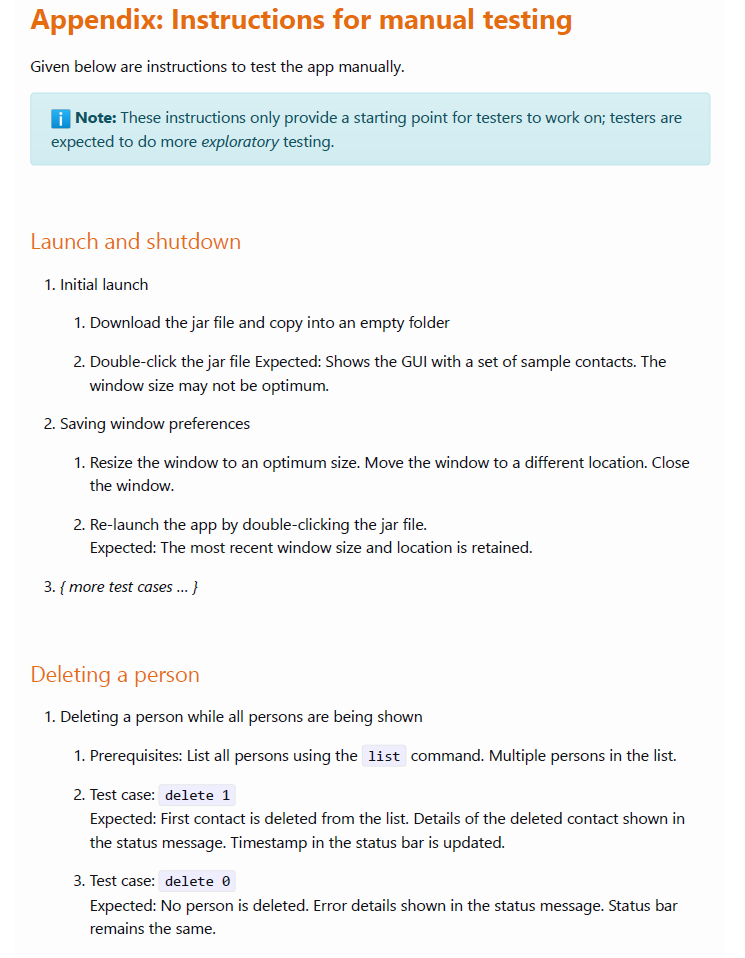 Appendix: Instructions for manual testing
Given below are instructions to test the app manually.
i Note: These instructions only provide a starting point for testers to work on; testers are
expected to do more exploratory testing.
Launch and shutdown
1. Initial launch
1. Download the jar file and copy into an empty folder
2. Double-click the jar file Expected: Shows the GUI with a set of sample contacts. The
window size may not be optimum.
2. Saving window preferences
1. Resize the window to an optimum size. Move the window to a different location. Close
the window.
2. Re-launch the app by double-clicking the jar file.
Expected: The most recent window size and location is retained.
3. { more test cases … }
Deleting a person
1. Deleting a person while all persons are being shown
1. Prerequisites: List all persons using the list command. Multiple persons in the list.
2. Test case: delete 1
Expected: First contact is deleted from the list. Details of the deleted contact shown in
the status message. Timestamp in the status bar is updated.
3. Test case: delete 0
Expected: No person is deleted. Error details shown in the status message. Status bar
remains the same.